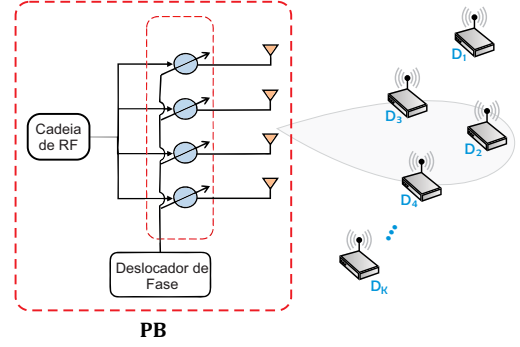 D₁
D₃
Cadeia
de RF
D₂
D₄
Deslocador de
Fase
Dₖ
PB